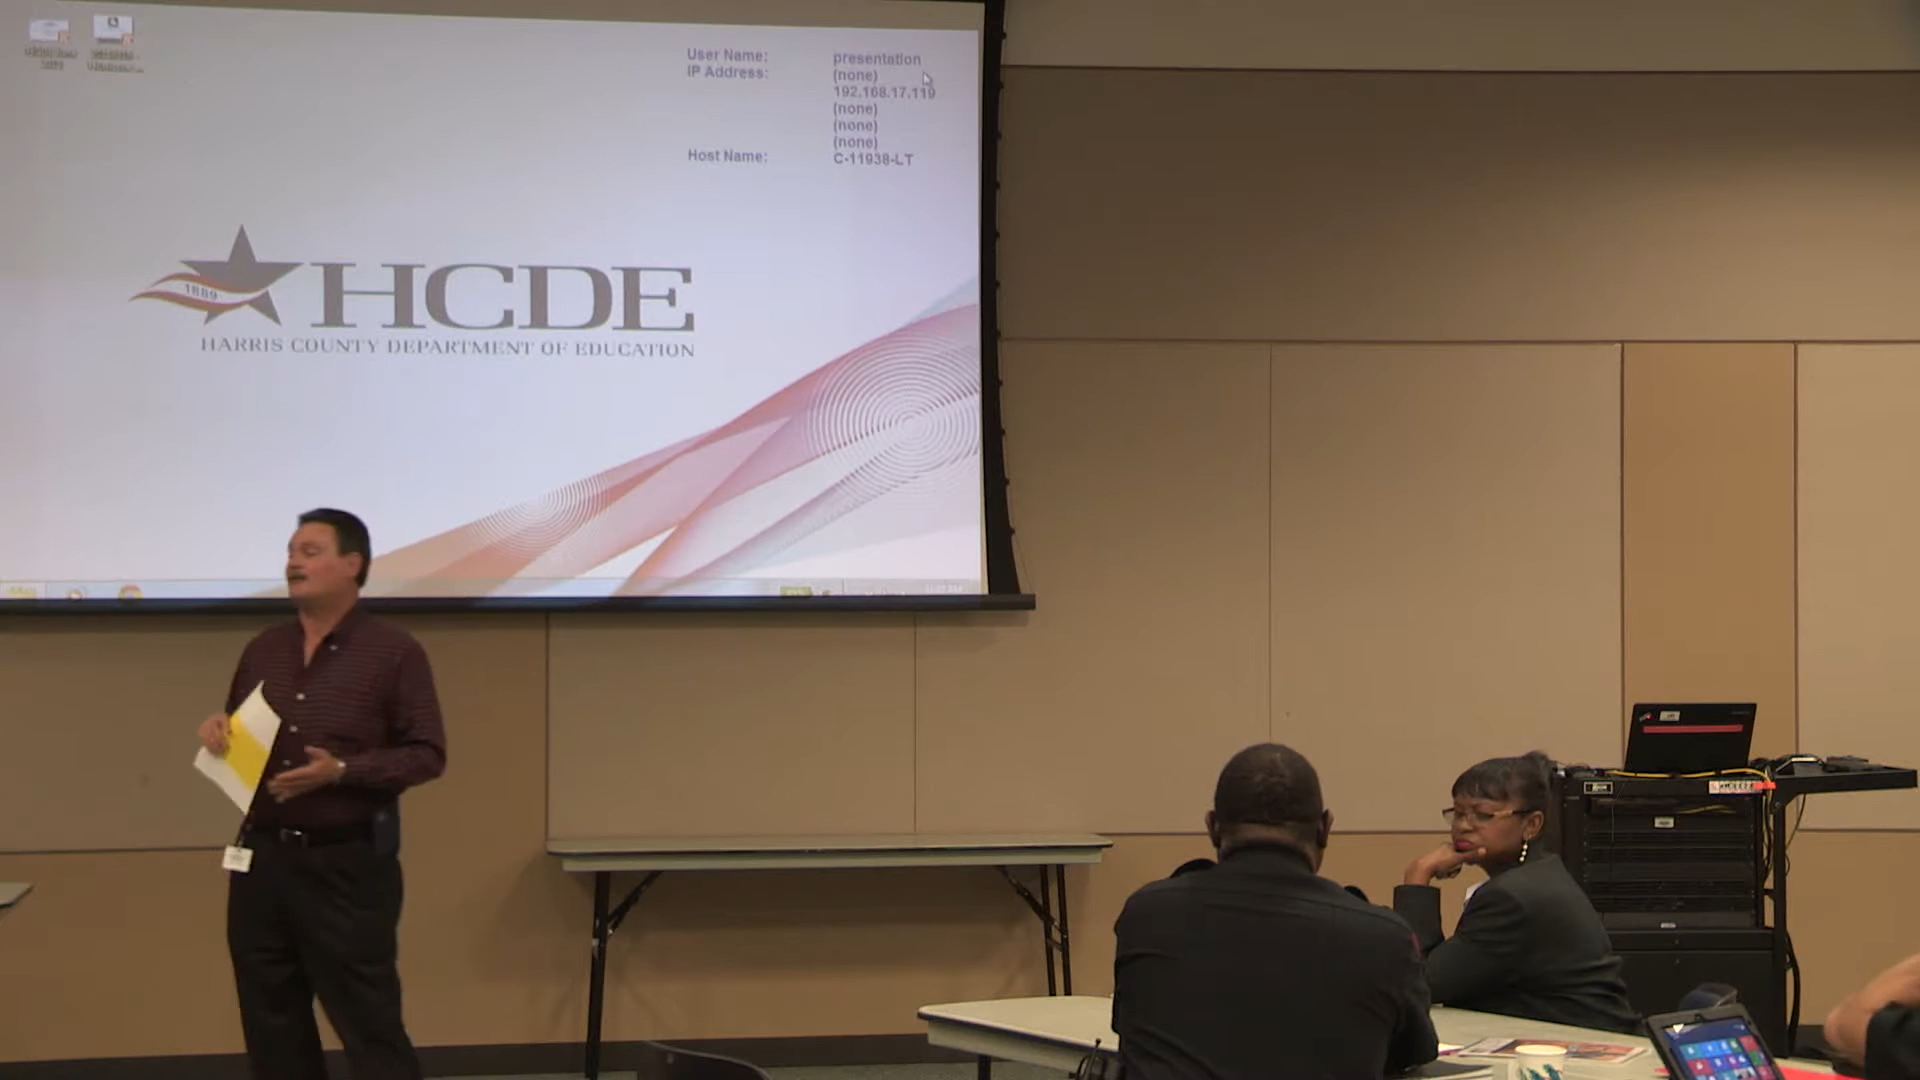 User Name: presentation
IP Address: (none)
192.168.17.119
(none)
(none)
(none)
Host Name: C-11938-LT
1889
HCDE
HARRIS COUNTY DEPARTMENT OF EDUCATION